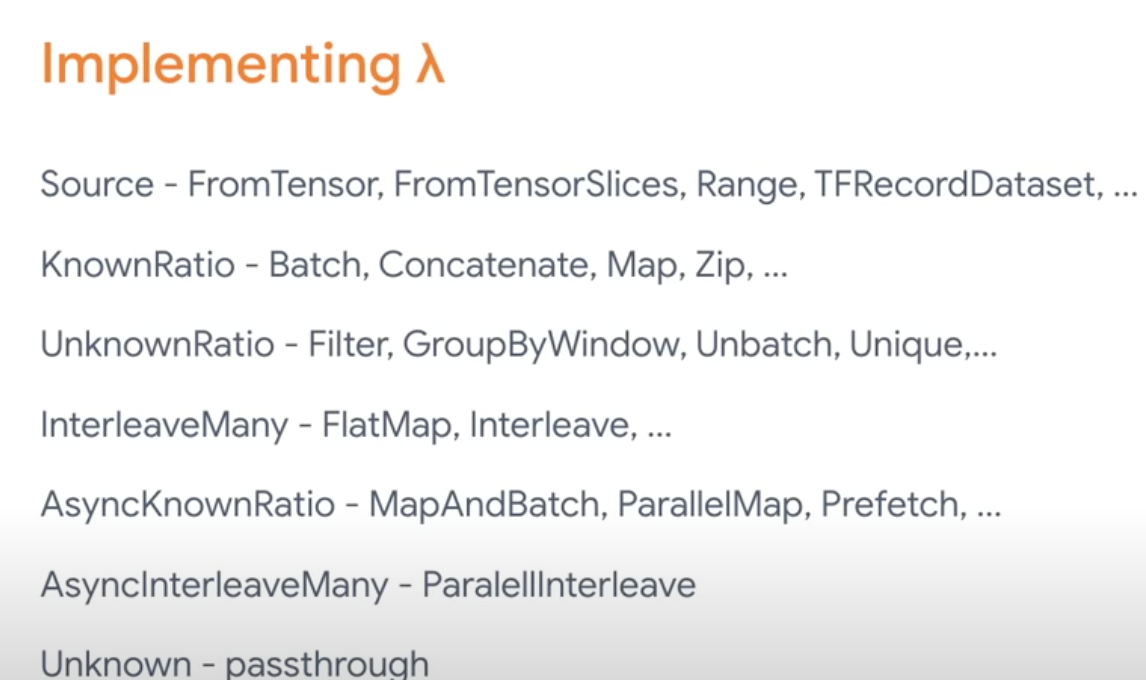 Implementing λ
Source - FromTensor, FromTensorSlices, Range, TFRecordDataset, ...
KnownRatio - Batch, Concatenate, Map, Zip, ...
UnknownRatio - Filter, GroupByWindow, Unbatch, Unique,...
InterleaveMany - FlatMap, Interleave, ...
AsyncKnownRatio - MapAndBatch, ParallelMap, Prefetch, ...
AsyncInterleaveMany - ParalellInterleave
Unknown - passthrough